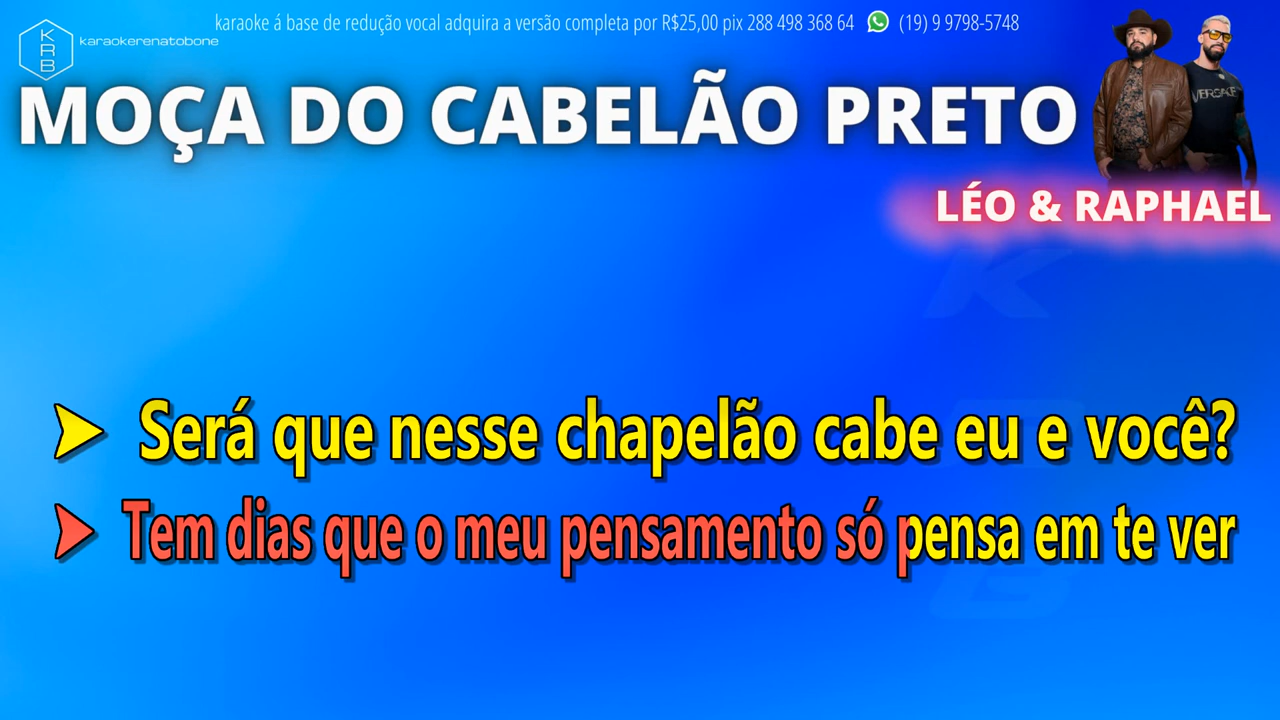 karaoke á base de redução vocal adquira a versão completa por R$25,00 pix 288 498 368 64 (19) 9 9798-5748
KRB
karaokerenatobone
MOÇA DO CABELÃO PRETO
VERSACE
LÉO & RAPHAEL
Será que nesse chapelão cabe eu e você?
Tem dias que o meu pensamento só pensa em te ver